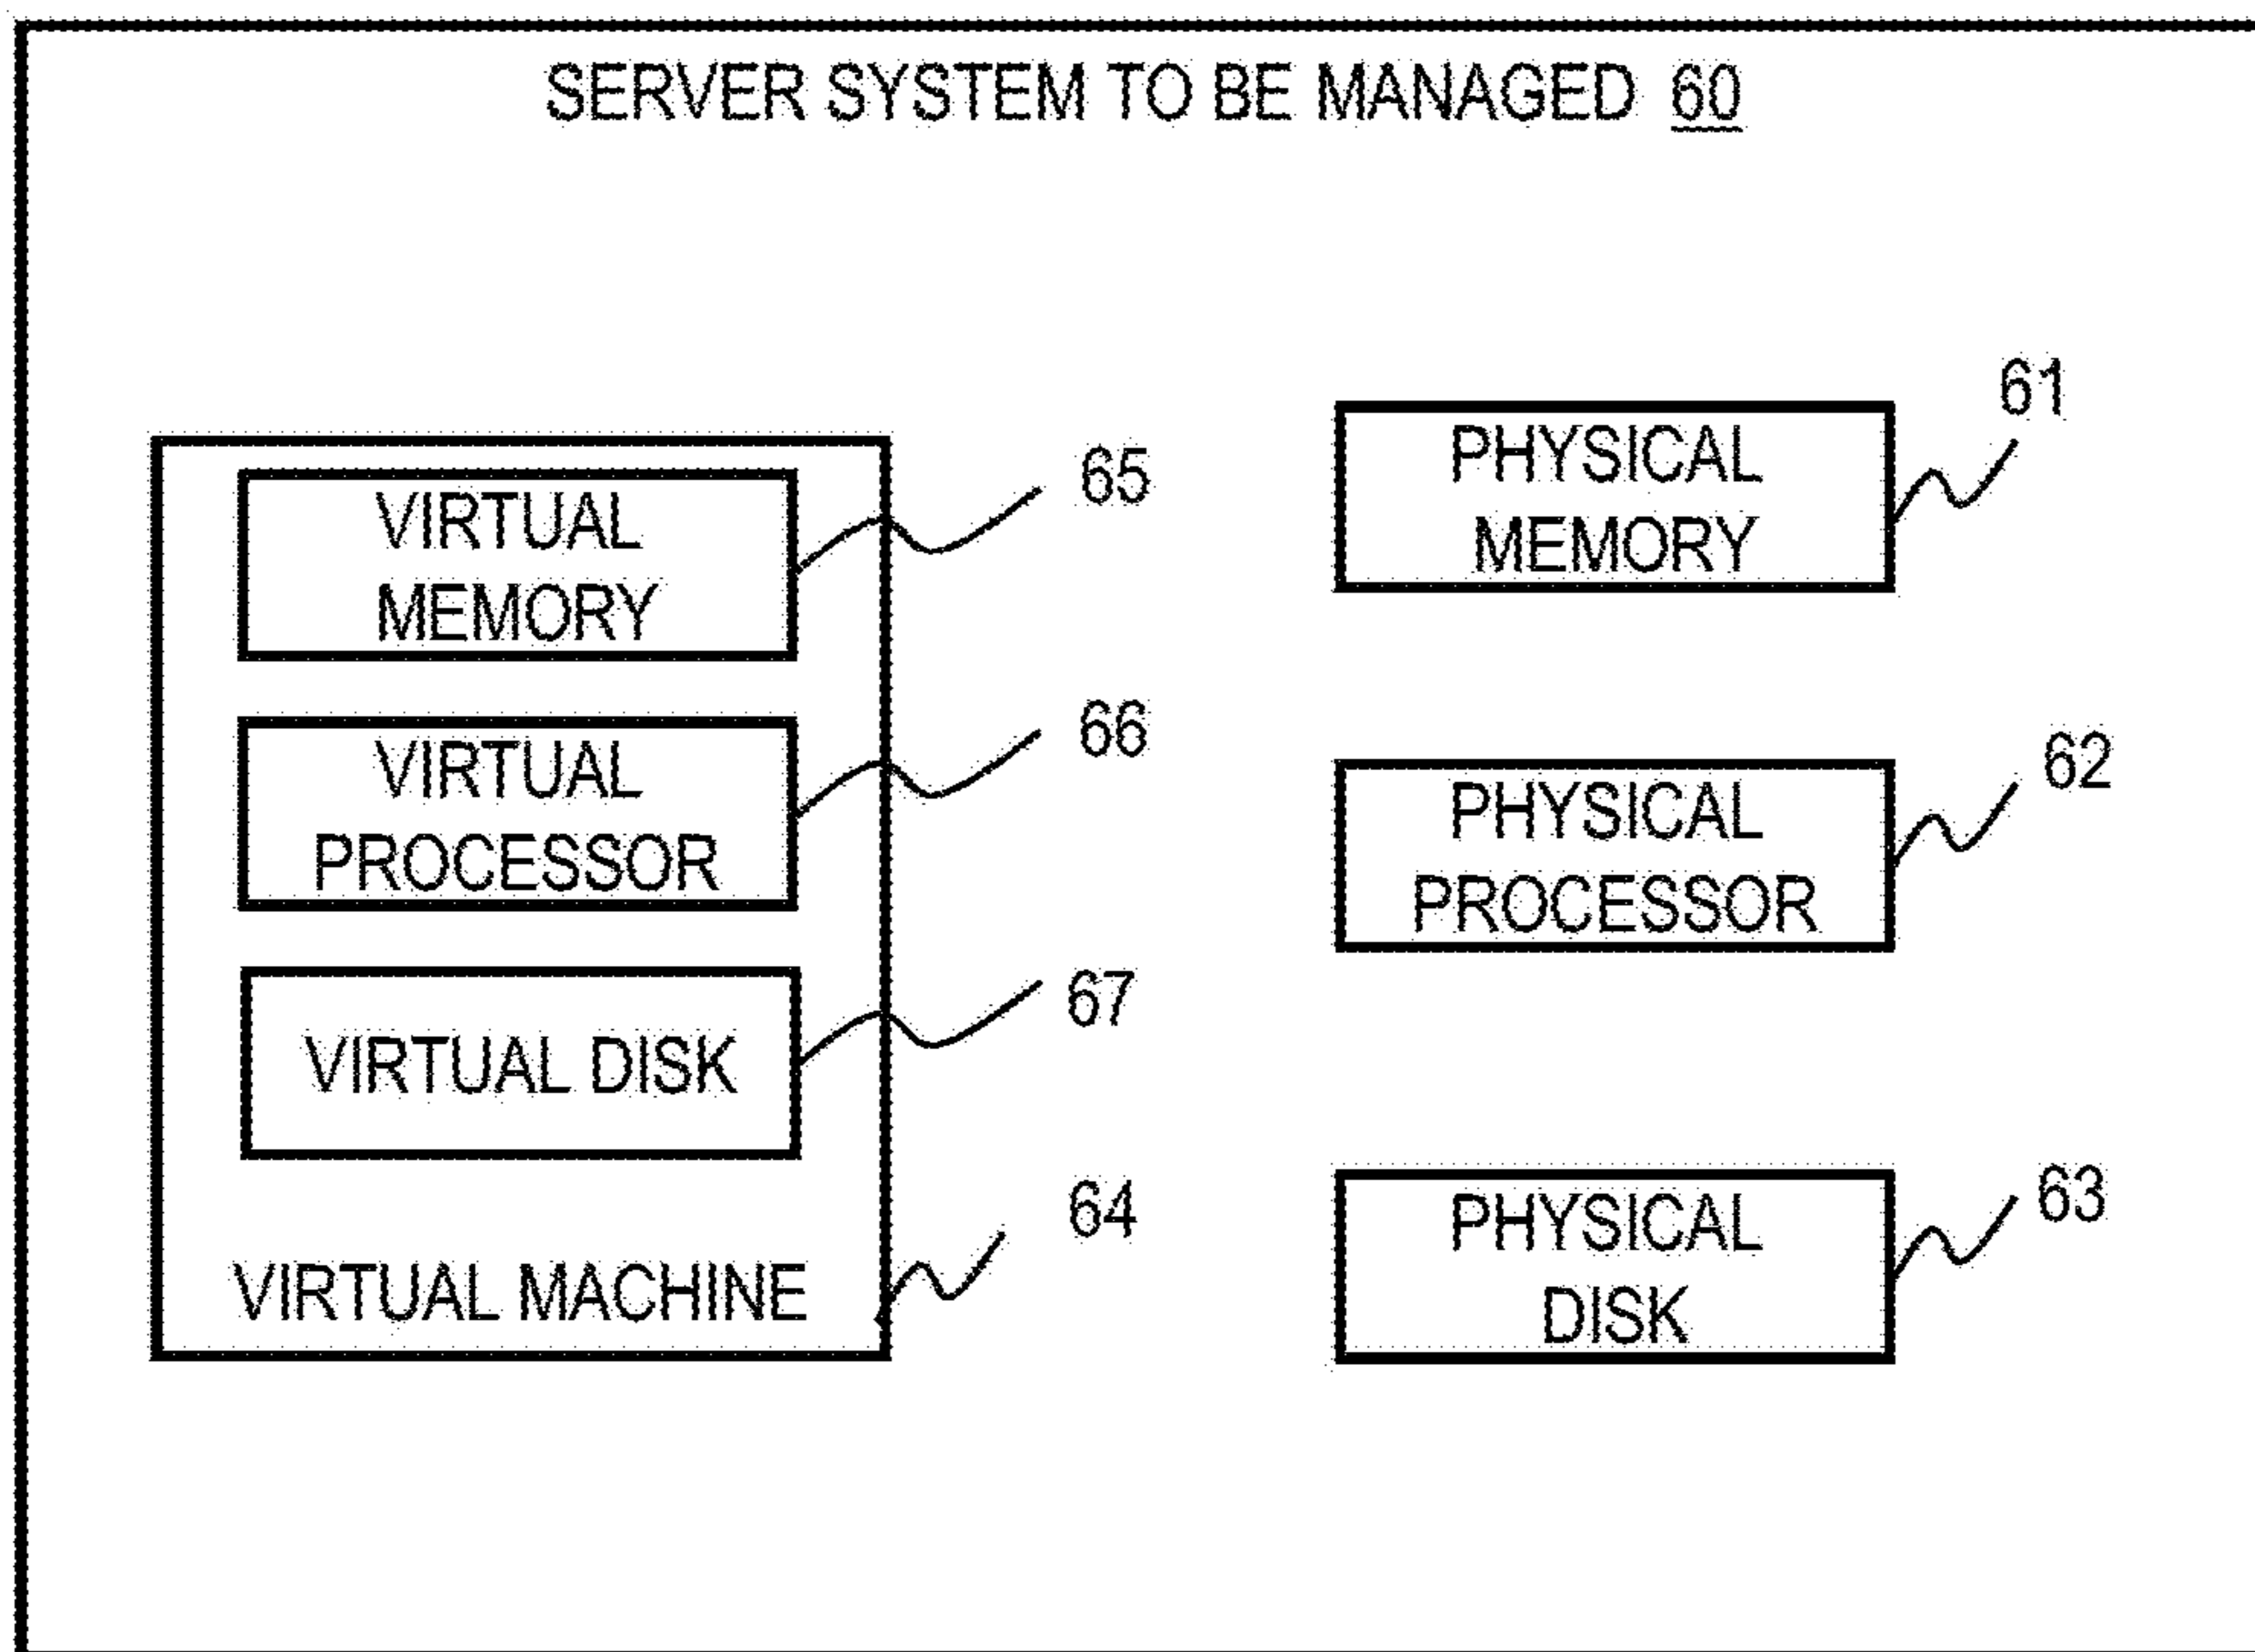 SERVER SYSTEM TO BE MANAGED 60
VIRTUAL
MEMORY
65
VIRTUAL
PROCESSOR
66
VIRTUAL DISK
67
VIRTUAL MACHINE
64
PHYSICAL
MEMORY
61
PHYSICAL
PROCESSOR
62
PHYSICAL
DISK
63